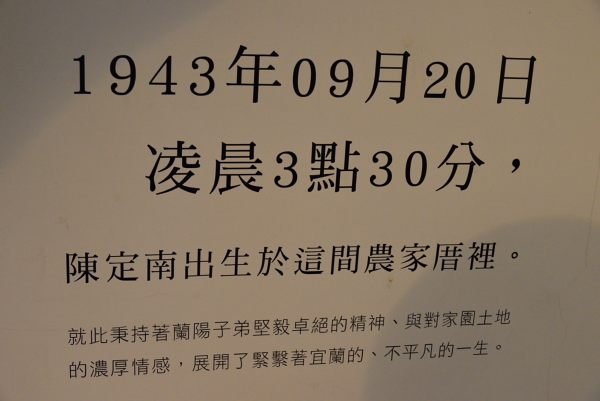 1943年09月20日
凌晨3點30分，
陳定南出生於這間農家厝裡。
就此秉持著蘭陽子弟堅毅卓絕的精神、與對家園土地
的濃厚情感，展開了緊繫著宜蘭的、不平凡的一生。